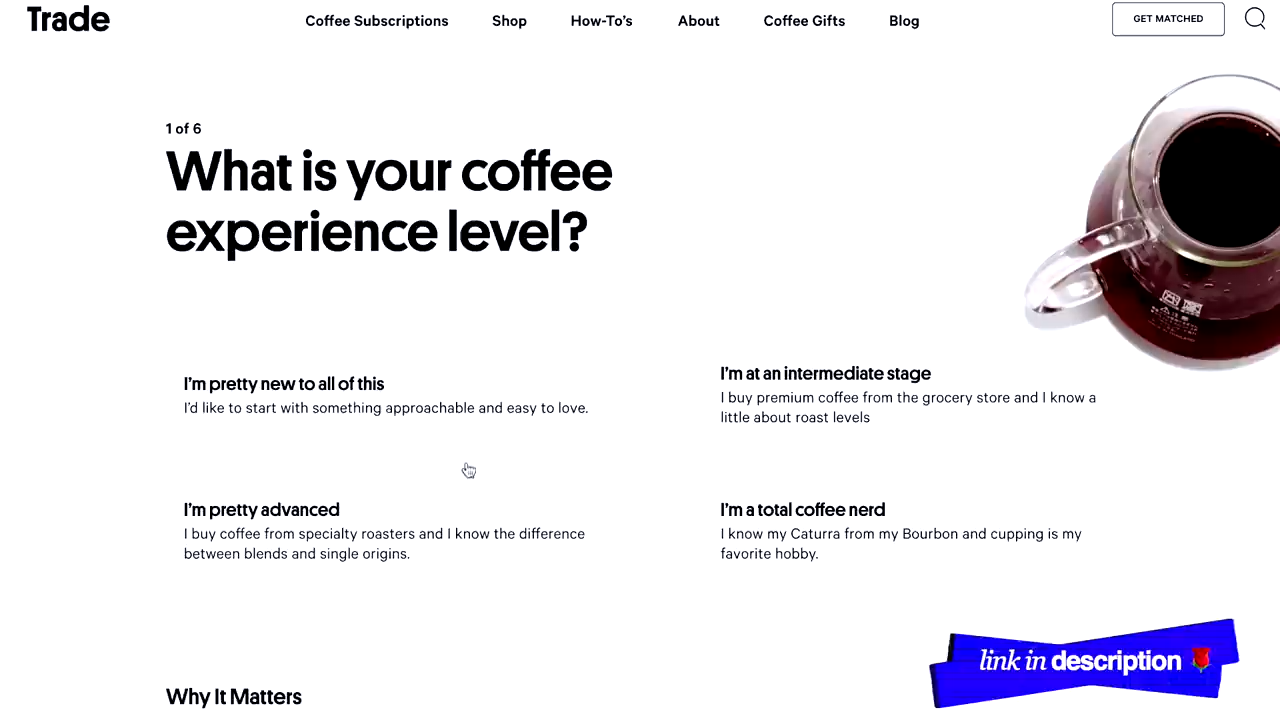 Trade
Coffee Subscriptions
Shop
How-To's
About
Coffee Gifts
Blog
GET MATCHED
1 of 6
What is your coffee
experience level?
I'm pretty new to all of this
I'd like to start with something approachable and easy to love.
I'm at an intermediate stage
I buy premium coffee from the grocery store and I know a
little about roast levels
I'm pretty advanced
I buy coffee from specialty roasters and I know the difference
between blends and single origins.
I'm a total coffee nerd
I know my Caturra from my Bourbon and cupping is my
favorite hobby.
link in description
Why It Matters